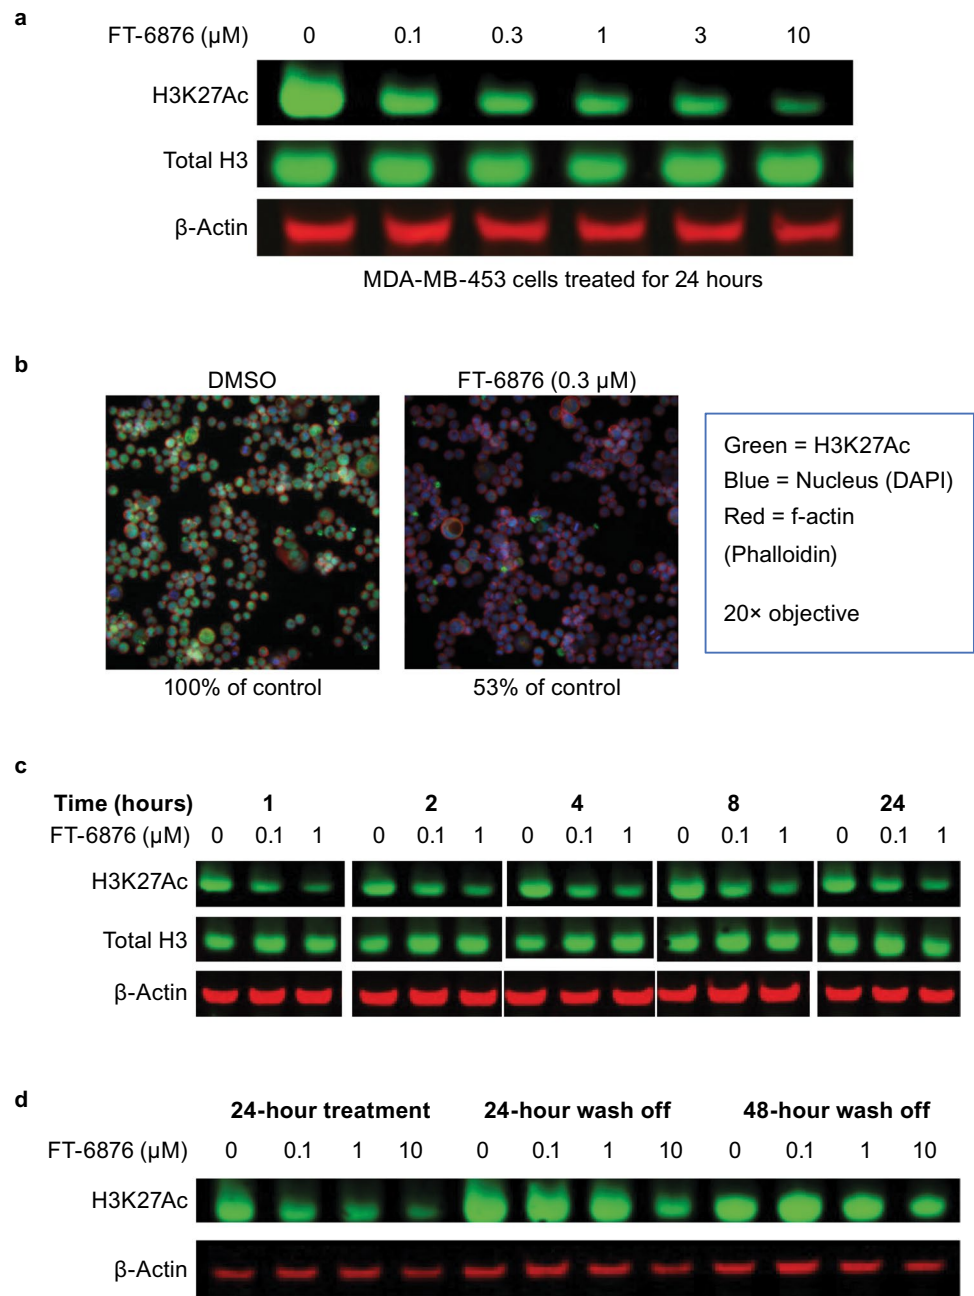 a
FT-6876 (μM) 0 0.1 0.3 1 3 10
H3K27Ac
Total H3
β-Actin
MDA-MB-453 cells treated for 24 hours
b
DMSO FT-6876 (0.3 μM)
Green = H3K27Ac
Blue = Nucleus (DAPI)
Red = f-actin
(Phalloidin)
20× objective
100% of control 53% of control
c
Time (hours) 1 2 4 8 24
FT-6876 (μM) 0 0.1 1 0 0.1 1 0 0.1 1 0 0.1 1 0 0.1 1
H3K27Ac
Total H3
β-Actin
d
24-hour treatment 24-hour wash off 48-hour wash off
FT-6876 (μM) 0 0.1 1 10 0 0.1 1 10 0 0.1 1 10
H3K27Ac
β-Actin